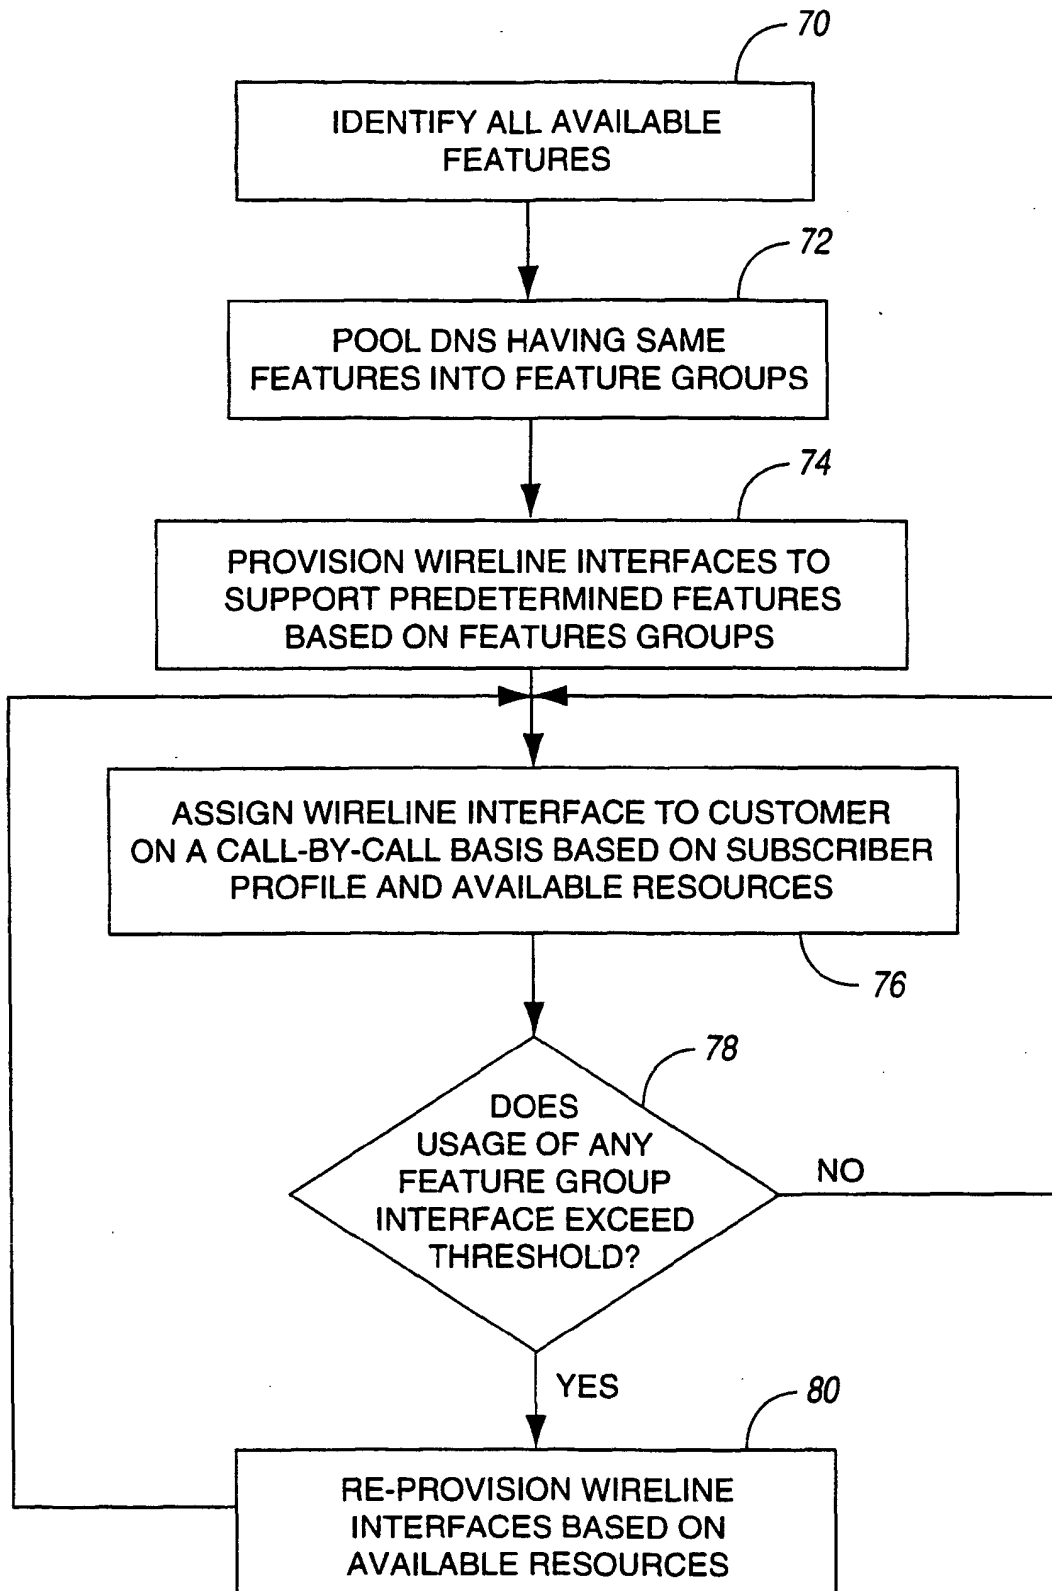 70
IDENTIFY ALL AVAILABLE
FEATURES
72
POOL DNS HAVING SAME
FEATURES INTO FEATURE GROUPS
74
PROVISION WIRELINE INTERFACES TO
SUPPORT PREDETERMINED FEATURES
BASED ON FEATURES GROUPS
ASSIGN WIRELINE INTERFACE TO CUSTOMER
ON A CALL-BY-CALL BASIS BASED ON SUBSCRIBER
PROFILE AND AVAILABLE RESOURCES
76
78
DOES
USAGE OF ANY
FEATURE GROUP
INTERFACE EXCEED
THRESHOLD?
NO
YES
80
RE-PROVISION WIRELINE
INTERFACES BASED ON
AVAILABLE RESOURCES